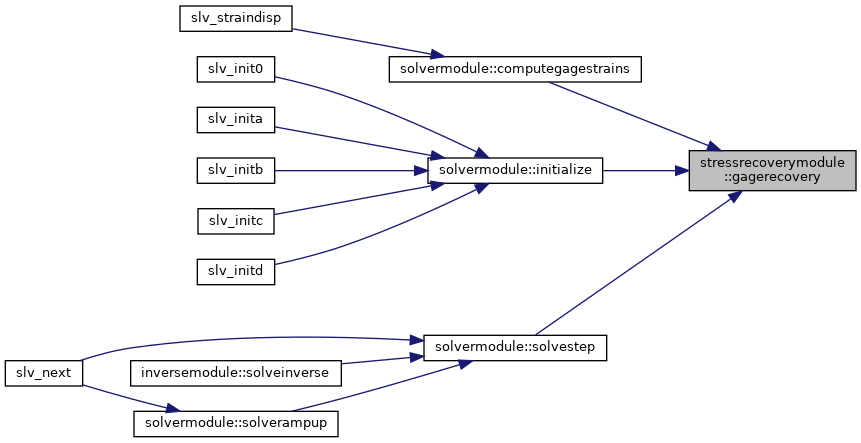 slv_straindisp
slv_init0
solvermodule::computegagestrains
slv_inita
slv_initb
solvermodule::initialize
stressrecoverymodule
::gagerecovery
slv_initc
slv_initd
solvermodule::solvestep
slv_next
inversemodule::solveinverse
solvermodule::solverampup